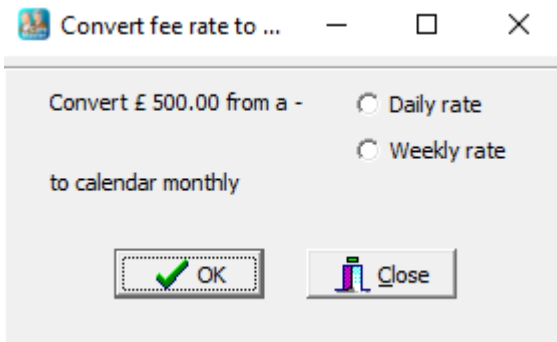 Convert fee rate to ...
Convert £ 500.00 from a -
Daily rate
Weekly rate
to calendar monthly
OK
Close